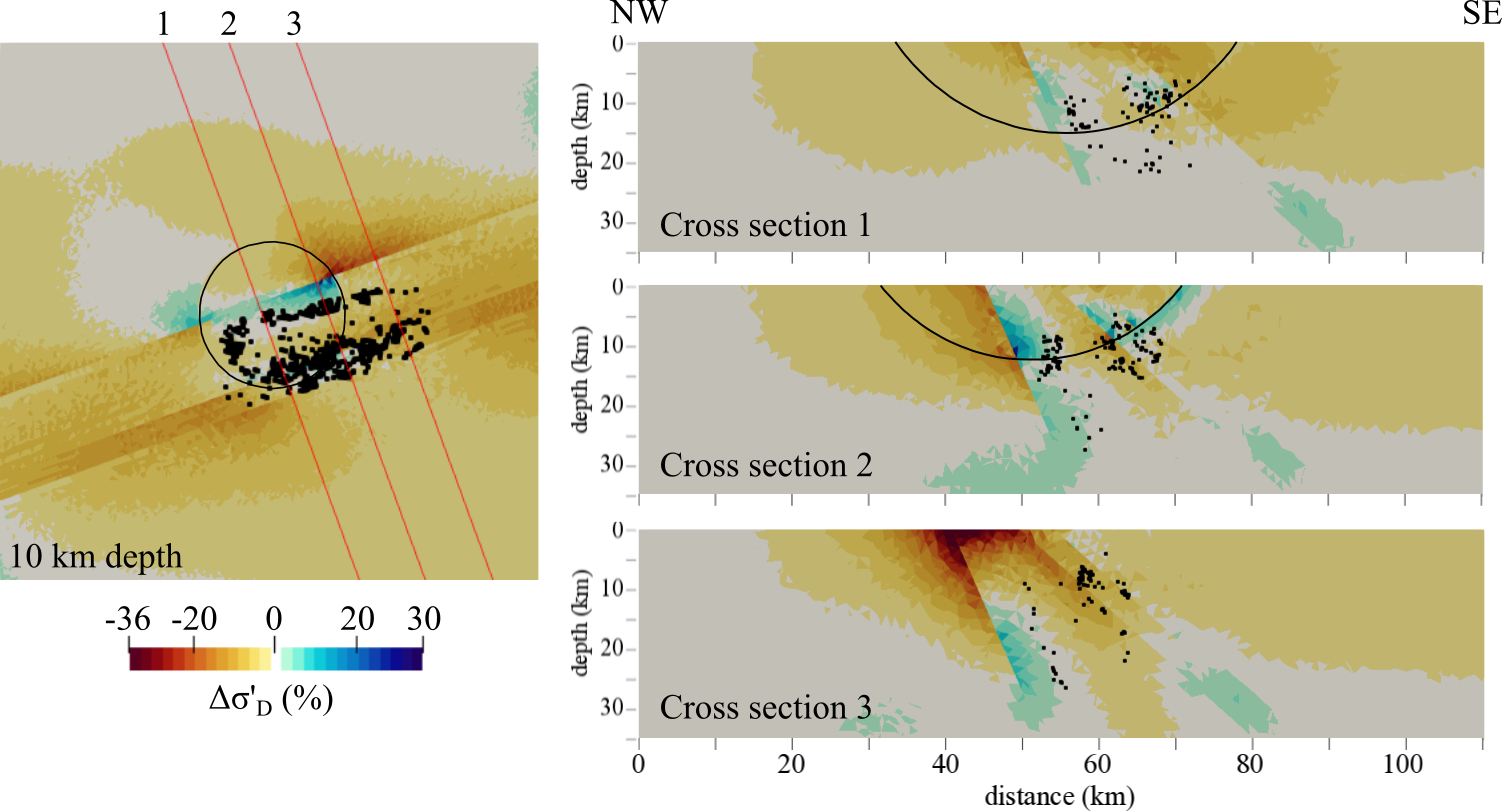 1 2 3
10 km depth
-36 -20 0 20 30
Δσ'D (%)
NW SE
0
10
20
30
depth (km)
Cross section 1
0
10
20
30
depth (km)
Cross section 2
0
10
20
30
depth (km)
Cross section 3
0 20 40 60 80 100
distance (km)